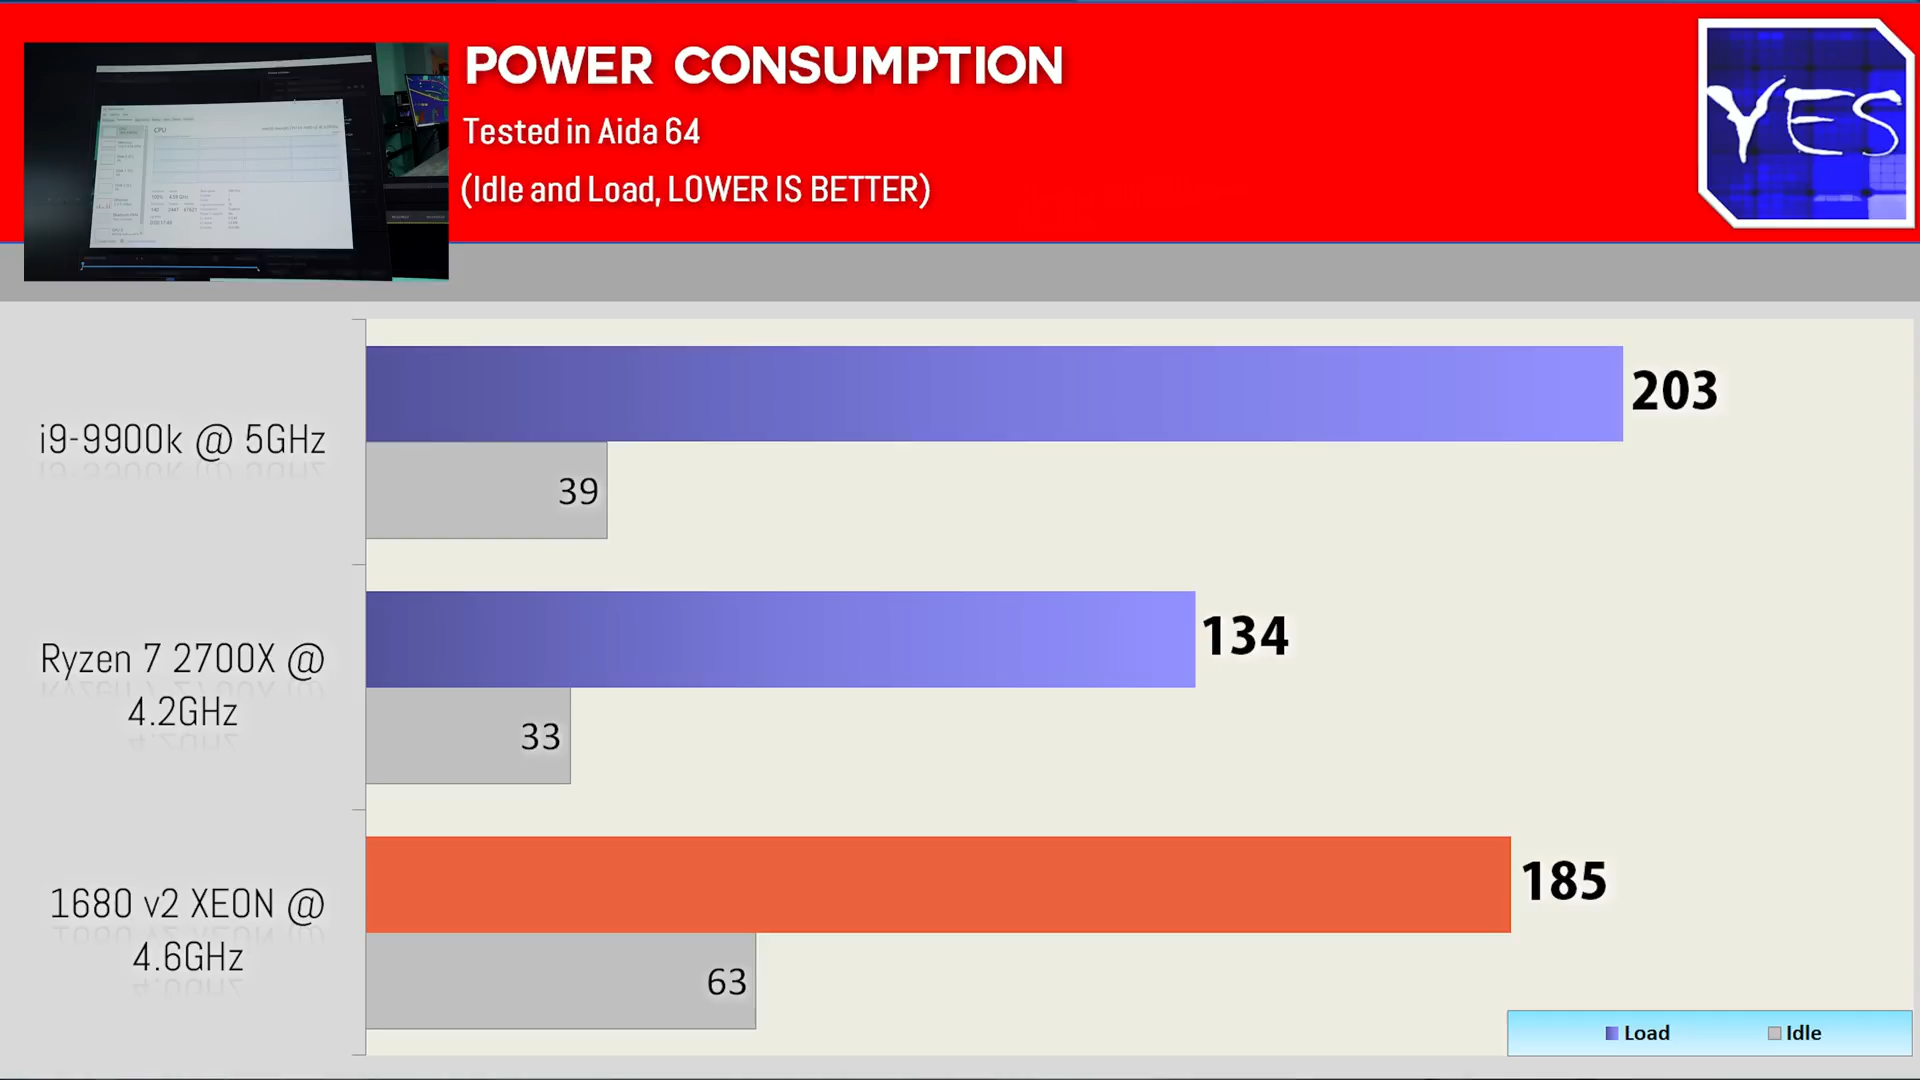 POWER CONSUMPTION
Tested in Aida 64
(Idle and Load, LOWER IS BETTER)
YES
CPU
i9-9900k @ 5GHz
203
39
Ryzen 7 2700X @
4.2GHz
134
33
1680 v2 XEON @
4.6GHz
185
63
Load
Idle